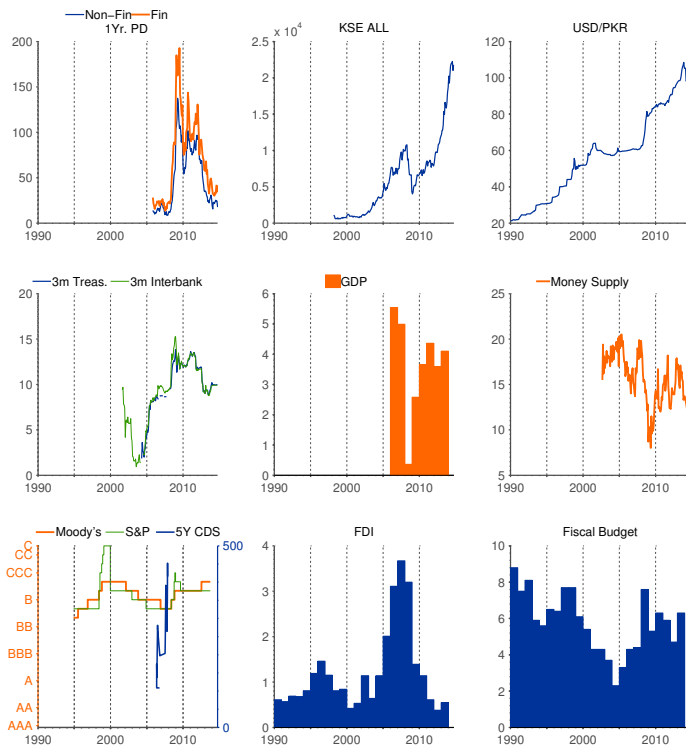 Non-Fin Fin
1Yr. PD
200
150
100
50
0
1990 2000 2010
x 10^4 KSE ALL
2.5
2
1.5
1
0.5
0
1990 2000 2010
USD/PKR
120
100
80
60
40
20
1990 2000 2010
3m Treas. 3m Interbank
20
15
10
5
0
1990 2000 2010
GDP
6
5
4
3
2
1
0
1990 2000 2010
Money Supply
25
20
15
10
5
1990 2000 2010
Moody's S&P 5Y CDS
C
CC
CCC
B
BB
BBB
A
AA
AAA
500
0
1990 2000 2010
FDI
4
3
2
1
0
1990 2000 2010
Fiscal Budget
10
8
6
4
2
0
1990 2000 2010